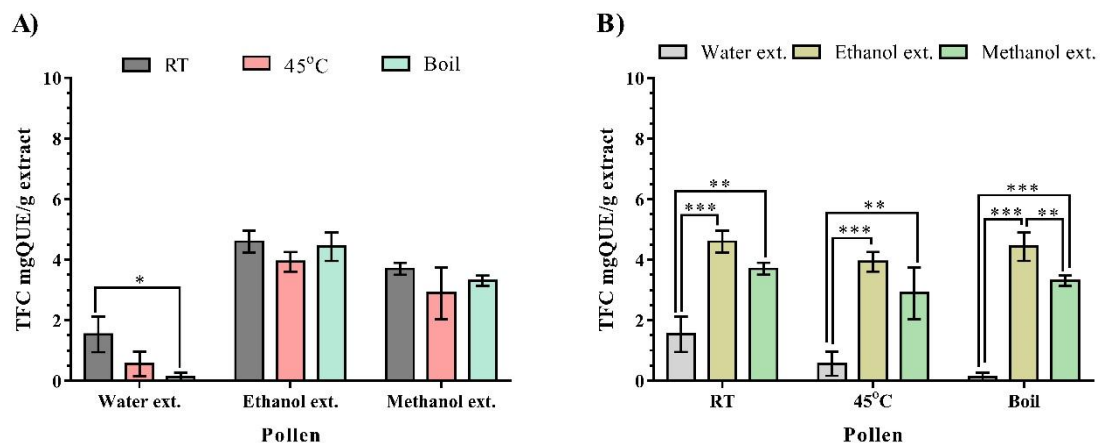 A)
RT 45°C Boil
TFC mgQUE/g extract
10
8
6
4
2
0
*
Water ext. Ethanol ext. Methanol ext.
Pollen
B)
Water ext. Ethanol ext. Methanol ext.
TFC mgQUE/g extract
10
8
6
4
2
0
** ** ***
*** *** *** **
RT 45°C Boil
Pollen